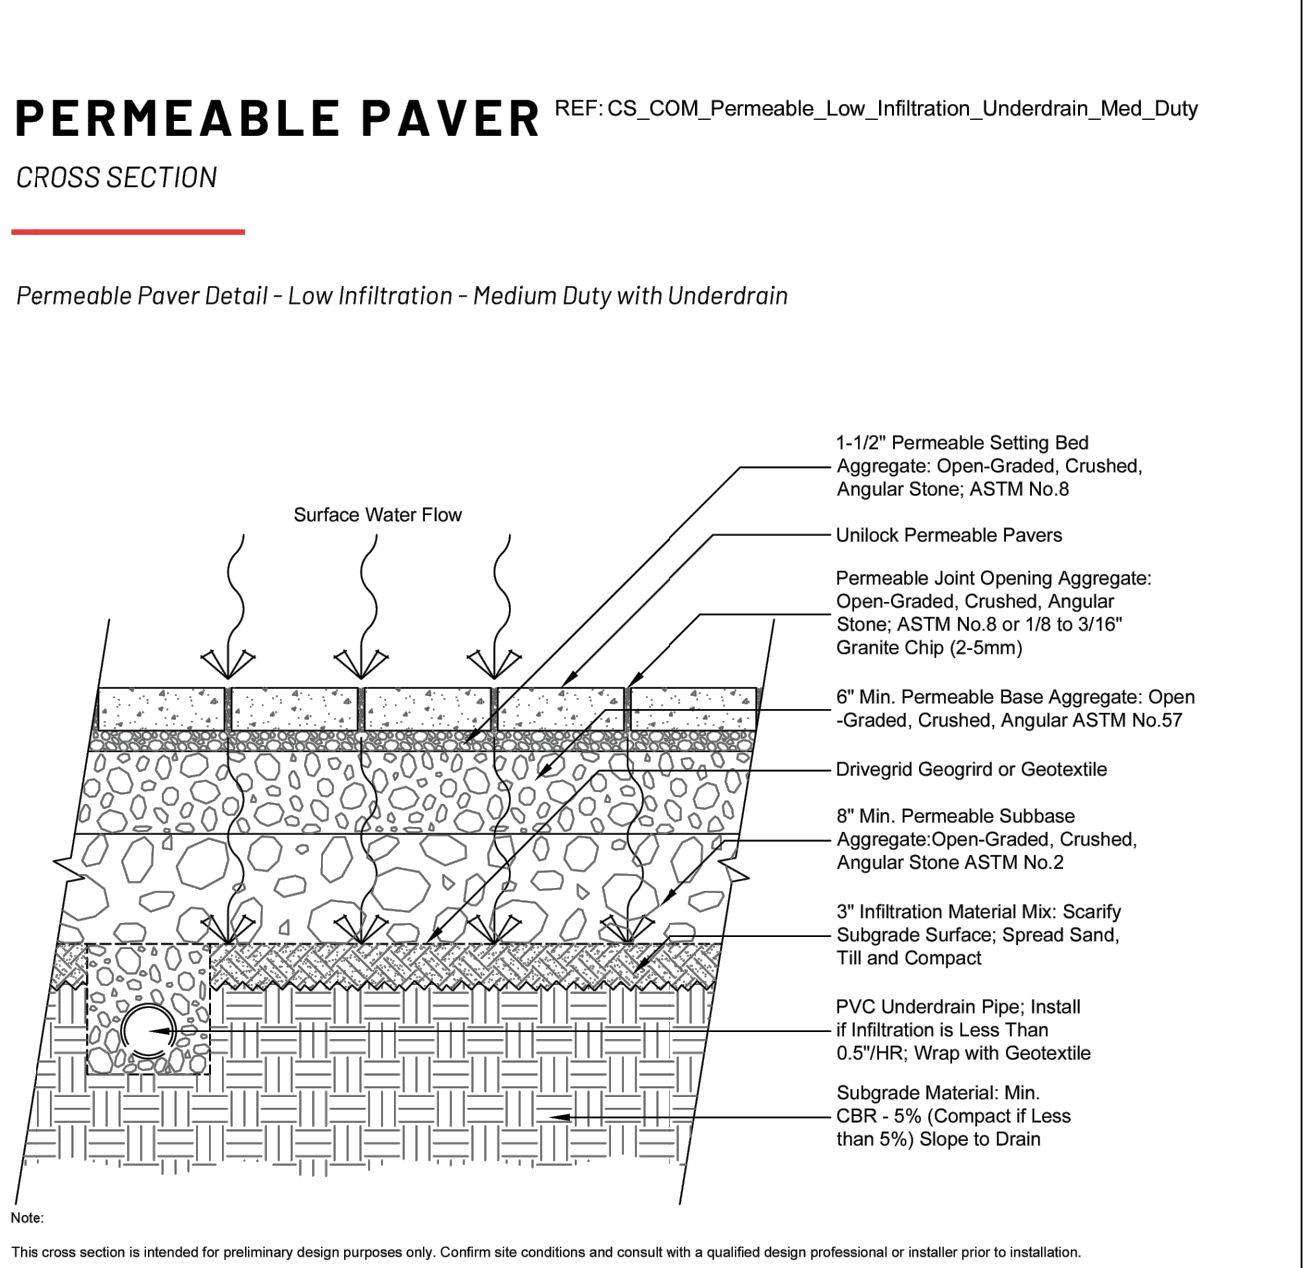 PERMEABLE PAVER REF: CS_COM_Permeable_Low_Infiltration_Underdrain_Med_Duty
CROSS SECTION
Permeable Paver Detail - Low Infiltration - Medium Duty with Underdrain
Surface Water Flow
1-1/2" Permeable Setting Bed
Aggregate: Open-Graded, Crushed,
Angular Stone; ASTM No.8
Unilock Permeable Pavers
Permeable Joint Opening Aggregate:
Open-Graded, Crushed, Angular
Stone; ASTM No.8 or 1/8 to 3/16"
Granite Chip (2-5mm)
6" Min. Permeable Base Aggregate: Open
-Graded, Crushed, Angular ASTM No.57
Drivegrid Geogrird or Geotextile
8" Min. Permeable Subbase
Aggregate:Open-Graded, Crushed,
Angular Stone ASTM No.2
3" Infiltration Material Mix: Scarify
Subgrade Surface; Spread Sand,
Till and Compact
PVC Underdrain Pipe; Install
if Infiltration is Less Than
0.5"/HR; Wrap with Geotextile
Subgrade Material: Min.
CBR - 5% (Compact if Less
than 5%) Slope to Drain
Note:
This cross section is intended for preliminary design purposes only. Confirm site conditions and consult with a qualified design professional or installer prior to installation.